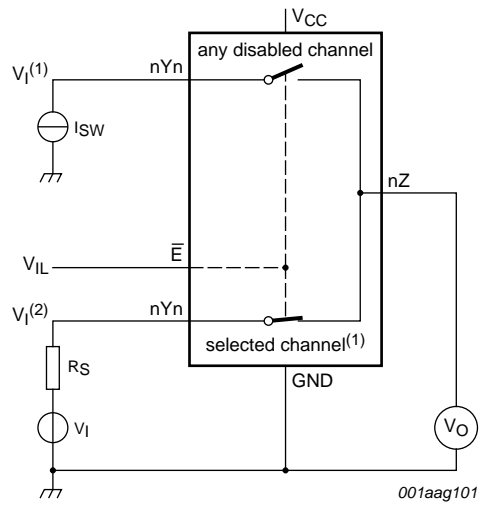 VCC
any disabled channel
VI(1)
nYn
ISW
nZ
VIL
E̅
VI(2)
nYn
selected channel(1)
RS
GND
VI
VO
001aag101